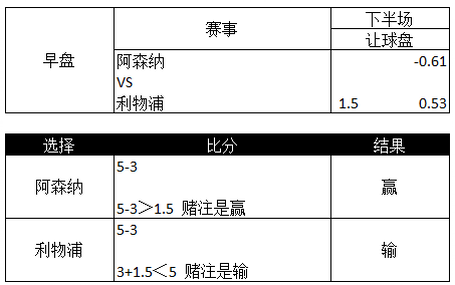 早盘 赛事 下半场
让球盘
阿森纳 -0.61
VS
利物浦 1.5 0.53
选择 比分 结果
阿森纳 5-3 赢
5-3＞1.5 赌注是赢
利物浦 5-3 输
3+1.5＜5 赌注是输